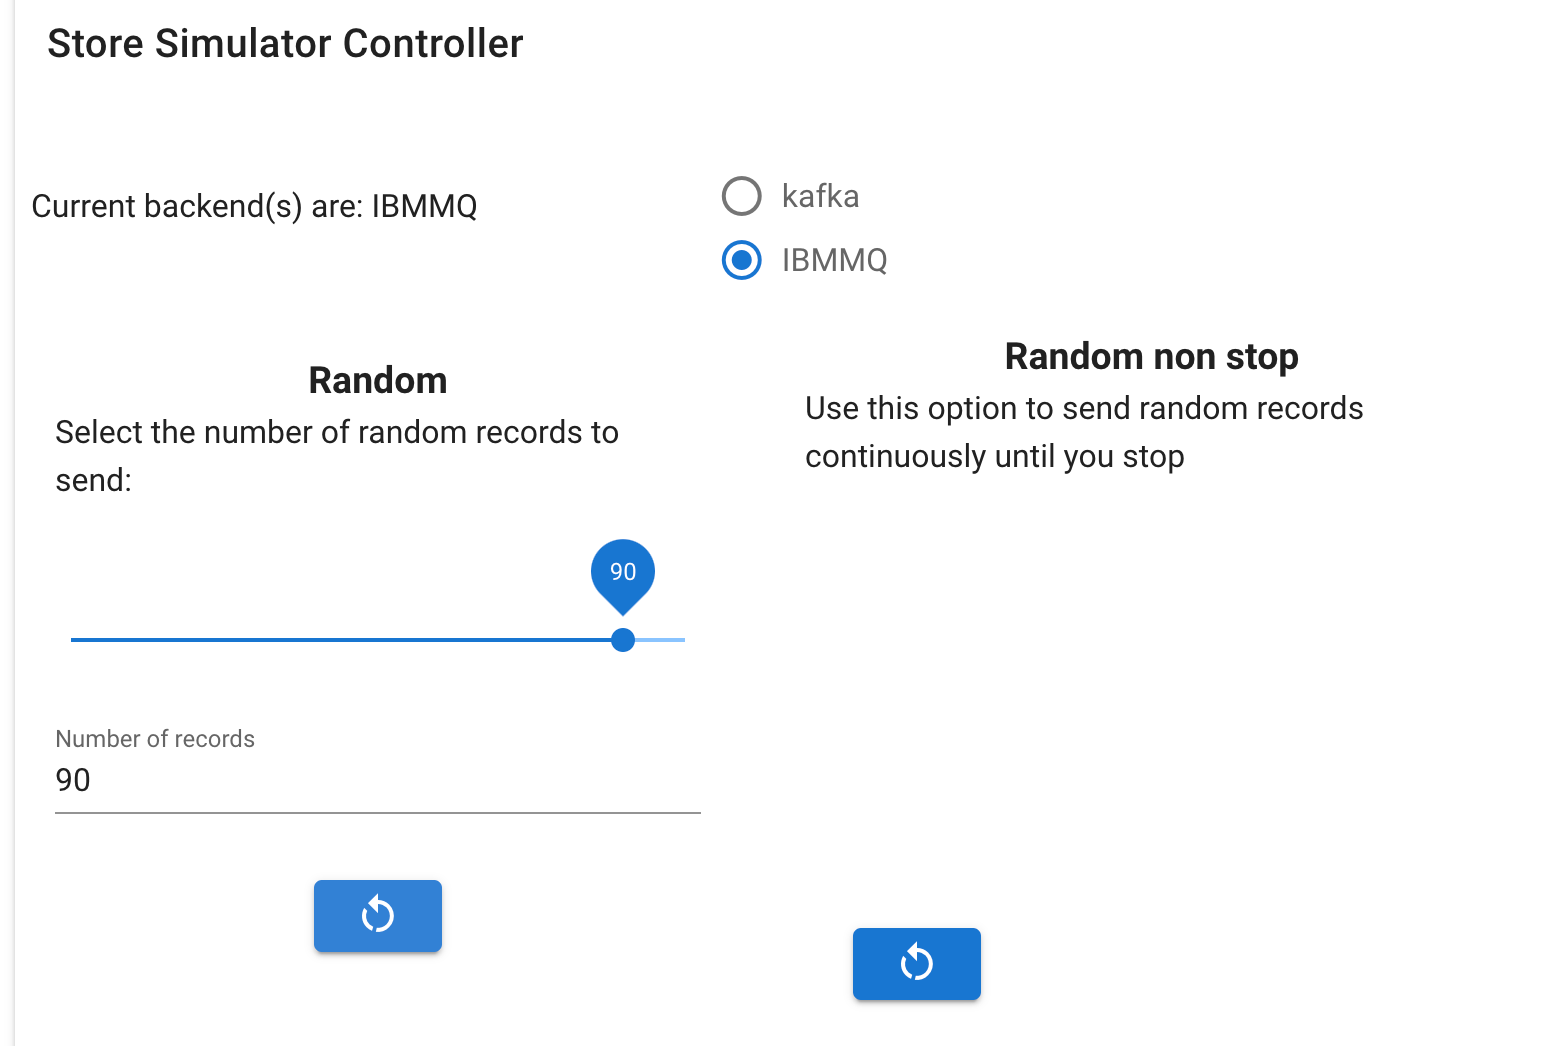 Store Simulator Controller
Current backend(s) are: IBMMQ
kafka
IBMMQ
Random
Select the number of random records to
send:
90
Number of records
90
Random non stop
Use this option to send random records
continuously until you stop